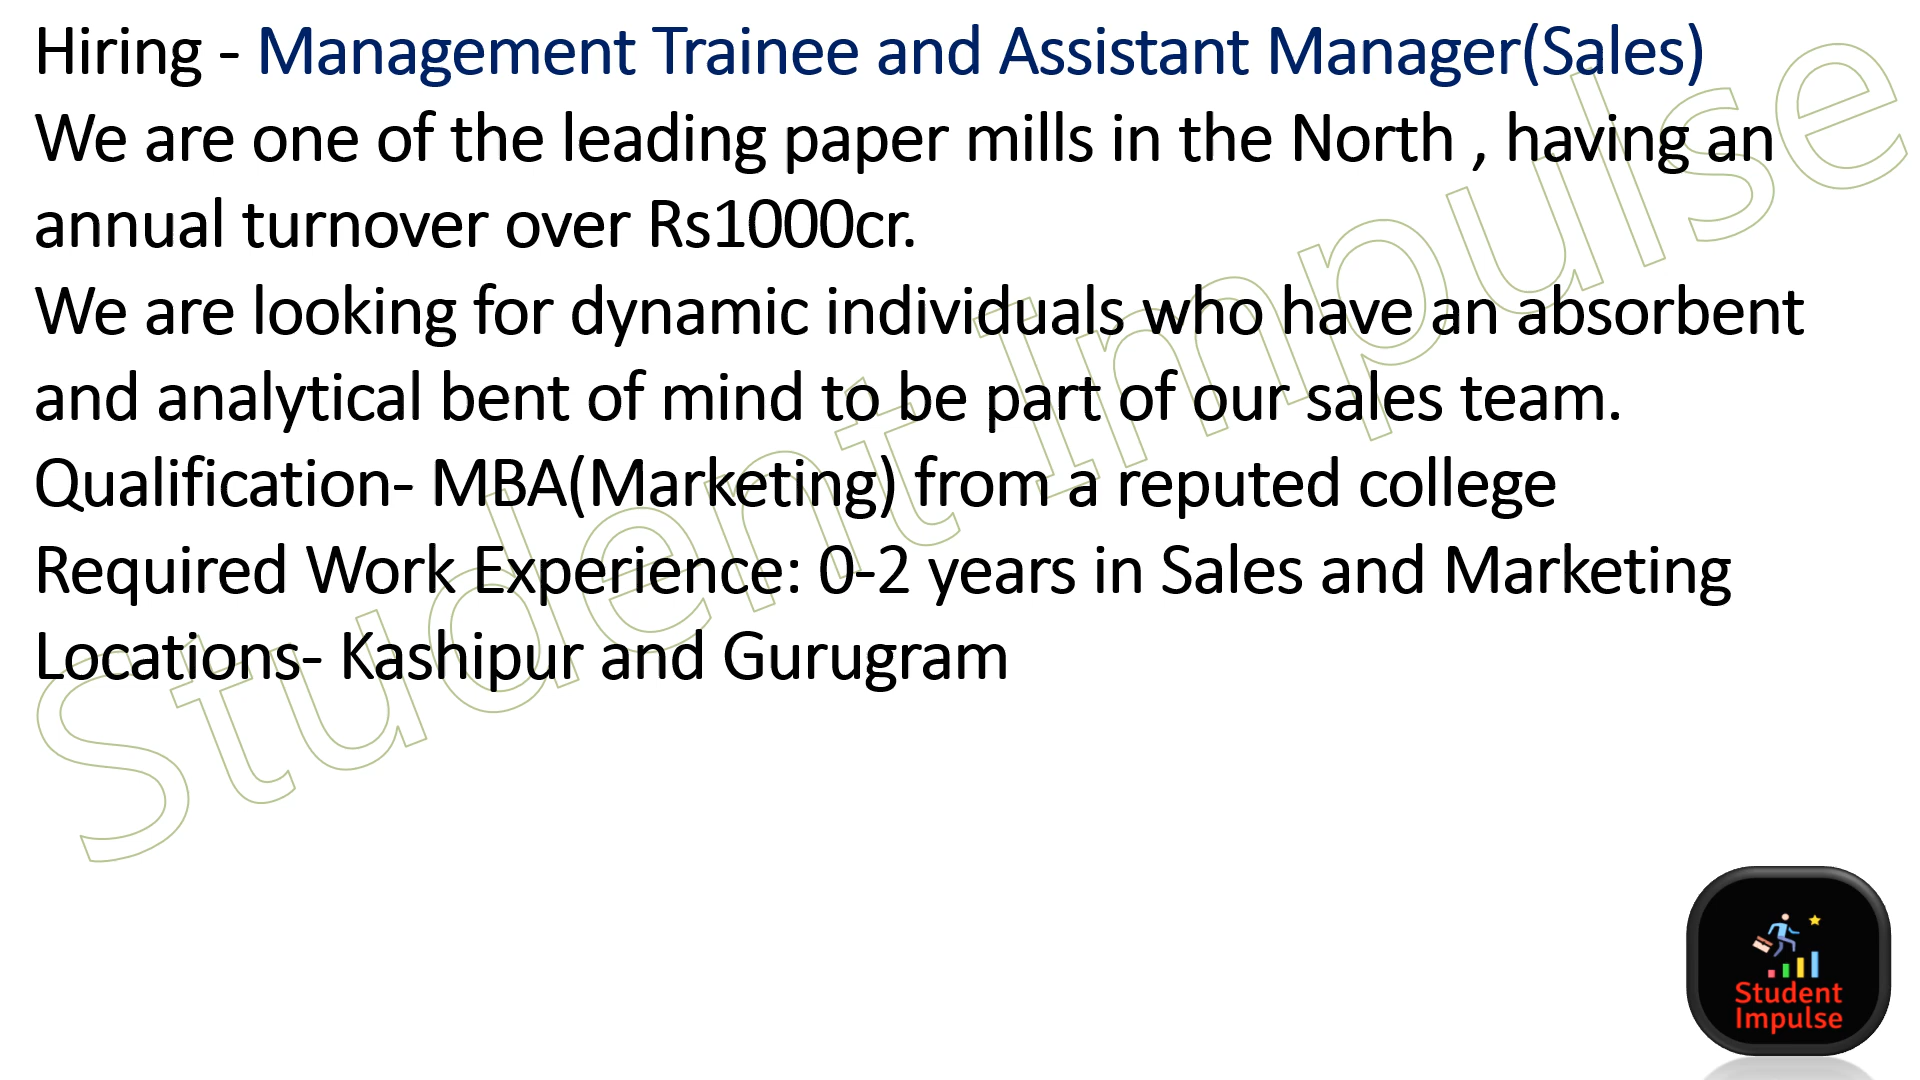 Hiring - Management Trainee and Assistant Manager(Sales)
We are one of the leading paper mills in the North , having an
annual turnover over Rs1000cr.
We are looking for dynamic individuals who have an absorbent
and analytical bent of mind to be part of our sales team.
Qualification- MBA(Marketing) from a reputed college
Required Work Experience: 0-2 years in Sales and Marketing
Locations- Kashipur and Gurugram
Student Impulse
Student
Impulse